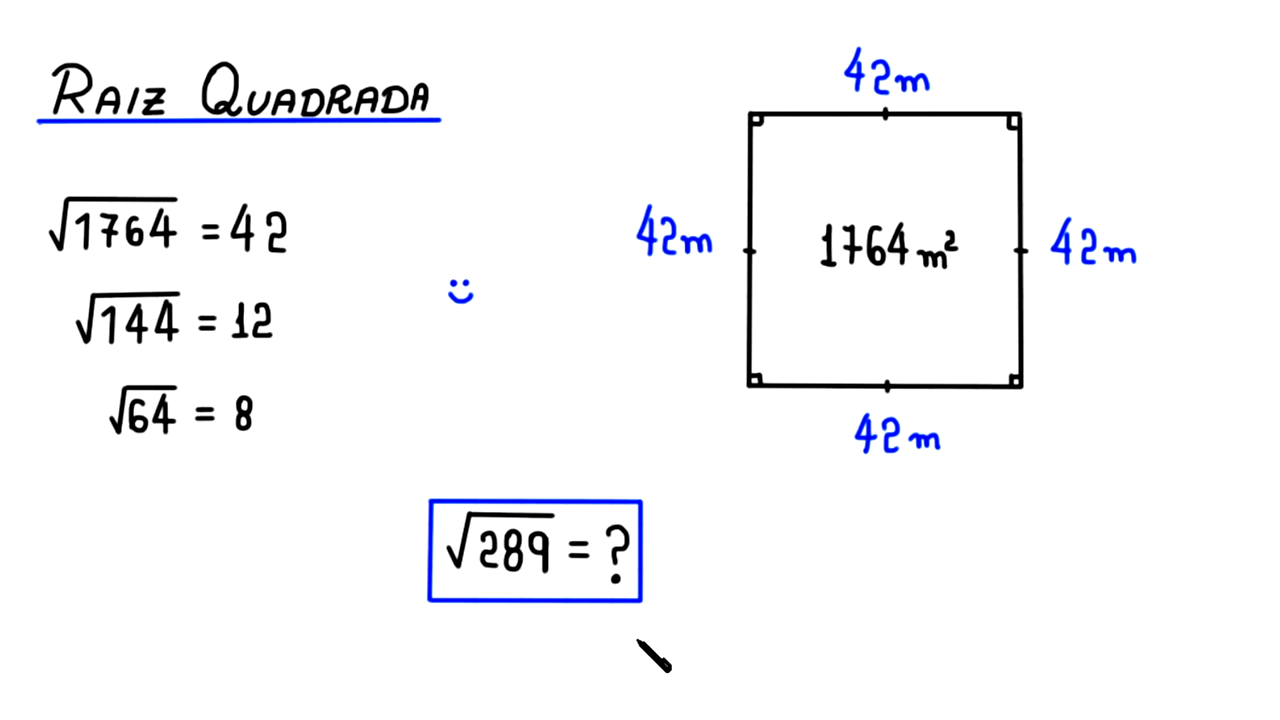 RAIZ QUADRADA
√1764 = 42
√144 = 12
√64 = 8
42m
42m
1764 m²
42m
42m
√289 = ?